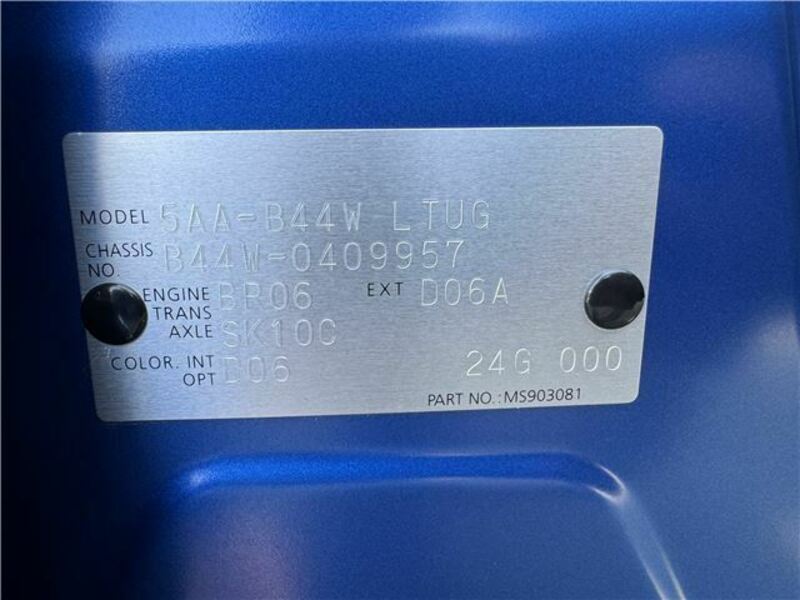 MODEL 5AA-B44W LTUG
CHASSIS NO. B44W-0409957
ENGINE BR06 EXT D06A
TRANS AXLE SK10C
COLOR. INT D06 24G 000
OPT
PART NO.: MS903081